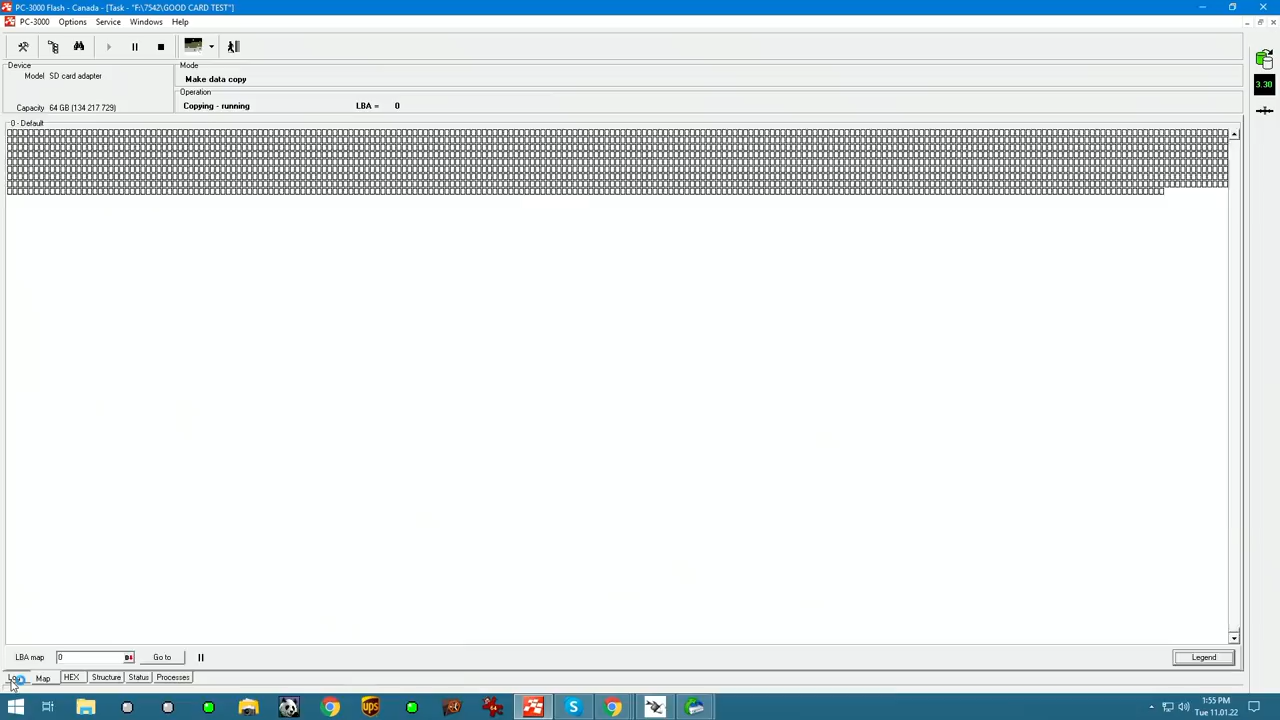 PC-3000 Flash - Canada - [Task - "F:\7542\GOOD CARD TEST"]
PC-3000 Options Service Windows Help
Device
Model SD card adapter
Capacity 64 GB (134 217 729)
Mode
Make data copy
Operation
Copying - running LBA = 0
3.30
0 - Default
LBA map 0 Go to Legend
Map HEX Structure Status Processes
ups 64 S
1:55 PM
Tue 11.01.22